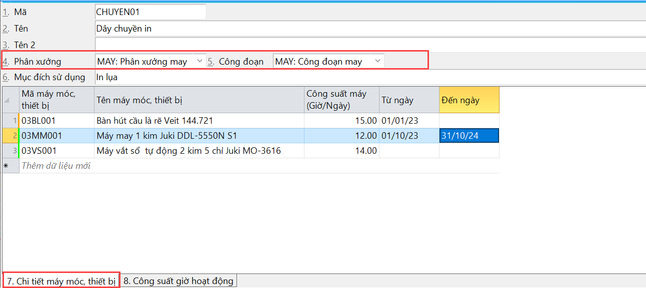 1. Mã CHUYEN01
2. Tên Dây chuyền in
3. Tên 2
4. Phân xưởng MAY: Phân xưởng may 5. Công đoạn MAY: Công đoạn may
6. Mục đích sử dụng In lụa
Mã máy móc, thiết bị Tên máy móc, thiết bị Công suất máy (Giờ/Ngày) Từ ngày Đến ngày
1 03BL001 Bàn hút cầu là rẽ Veit 144.721 15.00 01/01/23
2 03MM001 Máy may 1 kim Juki DDL-5550N S1 12.00 01/10/23 31/10/24
3 03VS001 Máy vắt sổ tự động 2 kim 5 chỉ Juki MO-3616 14.00
* Thêm dữ liệu mới
7. Chi tiết máy móc, thiết bị 8. Công suất giờ hoạt động